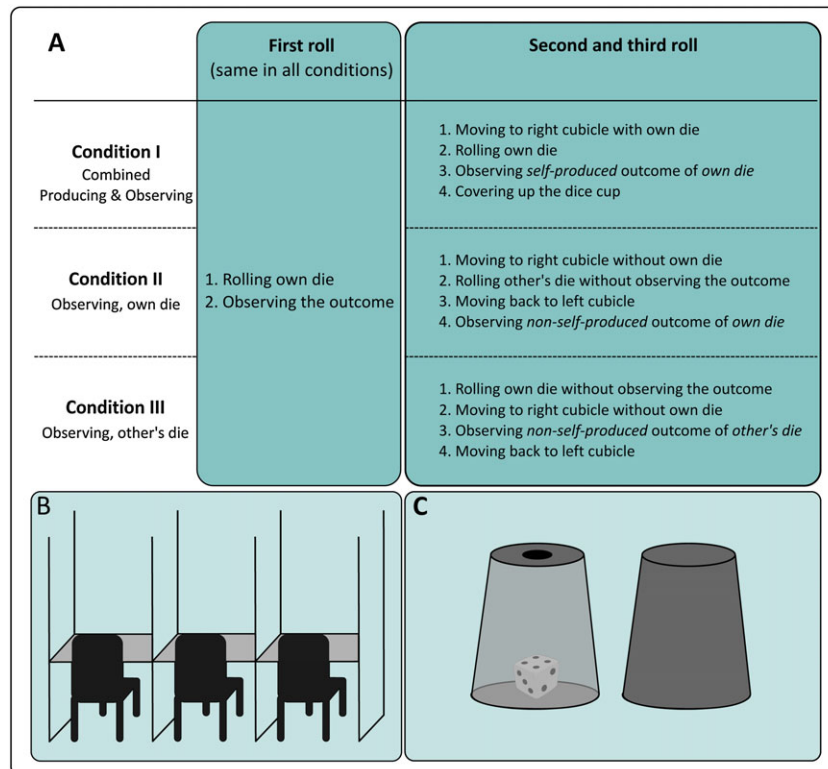 A
First roll
(same in all conditions)
Second and third roll
Condition I
Combined
Producing & Observing
1. Moving to right cubicle with own die
2. Rolling own die
3. Observing self-produced outcome of own die
4. Covering up the dice cup
Condition II
Observing, own die
1. Rolling own die
2. Observing the outcome
1. Moving to right cubicle without own die
2. Rolling other's die without observing the outcome
3. Moving back to left cubicle
4. Observing non-self-produced outcome of own die
Condition III
Observing, other's die
1. Rolling own die without observing the outcome
2. Moving to right cubicle without own die
3. Observing non-self-produced outcome of other's die
4. Moving back to left cubicle
B
C